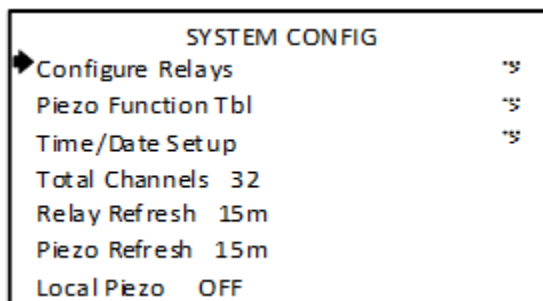 SYSTEM CONFIG
Configure Relays
Piezo Function Tbl
Time/Date Setup
Total Channels 32
Relay Refresh 15m
Piezo Refresh 15m
Local Piezo OFF